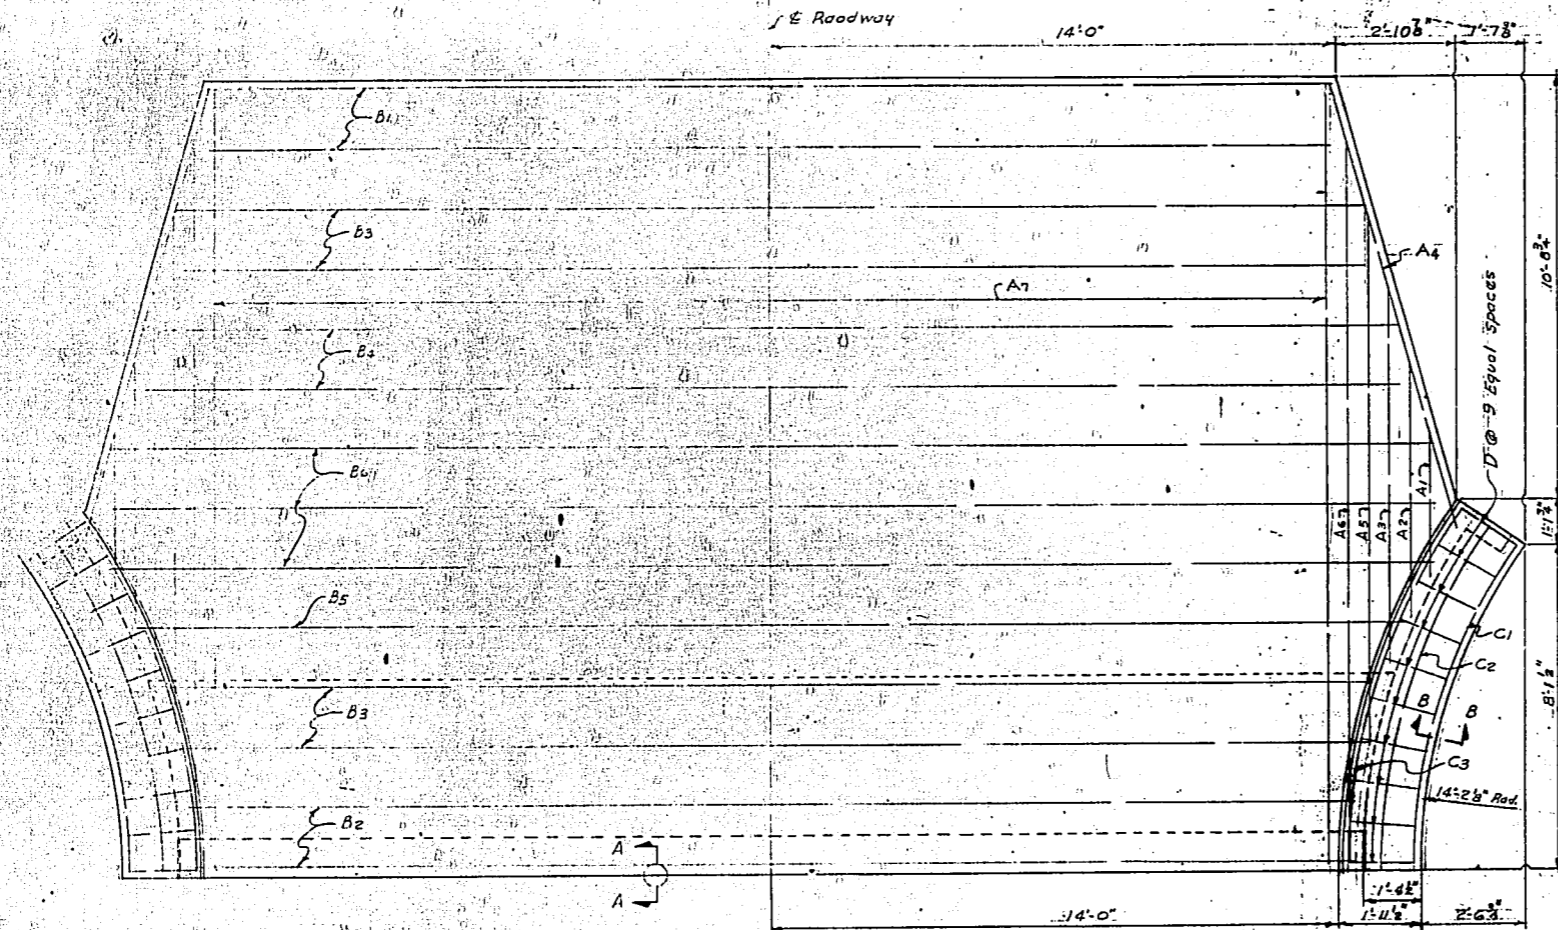 ₵ Roadway
14'-0"
2'-10⅞"
1'-7⅜"
B1
B3
A4
A7
10'-8¾"
B4
D @ 9 Equal Spaces
B6
A1
A6
A5
A3
A2
1'-1¾"
B5
C1
C2
B3
B
B
8'-1½"
C3
14'-2⅛" Rad.
B2
A
A
1'-4½"
14'-0"
1'-11½"
2'-6¾"